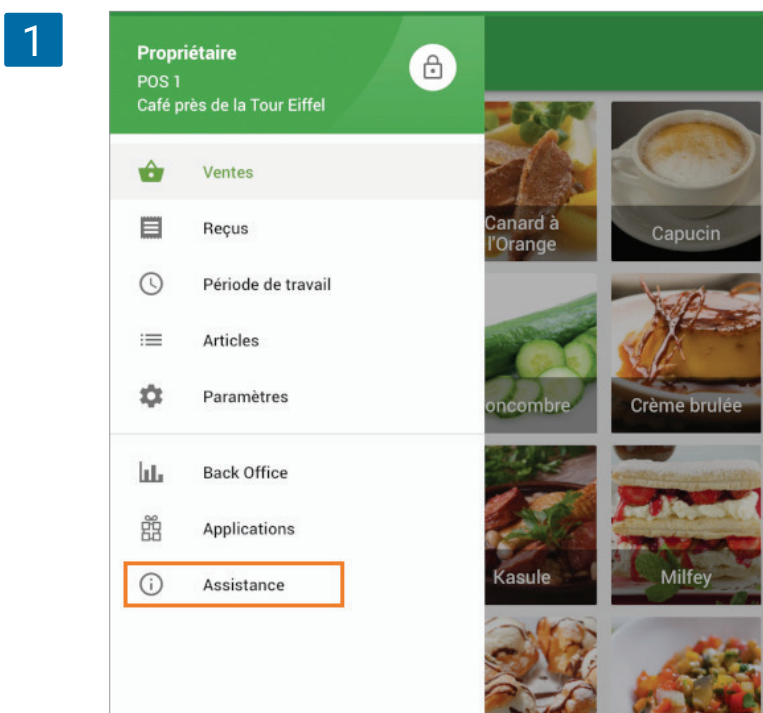 1
Propriétaire
POS 1
Café près de la Tour Eiffel
Ventes
Reçus
Période de travail
Articles
Paramètres
Back Office
Applications
Assistance
Canard à
l'Orange
Capucin
oncombre
Crème brulée
Kasule
Milfey